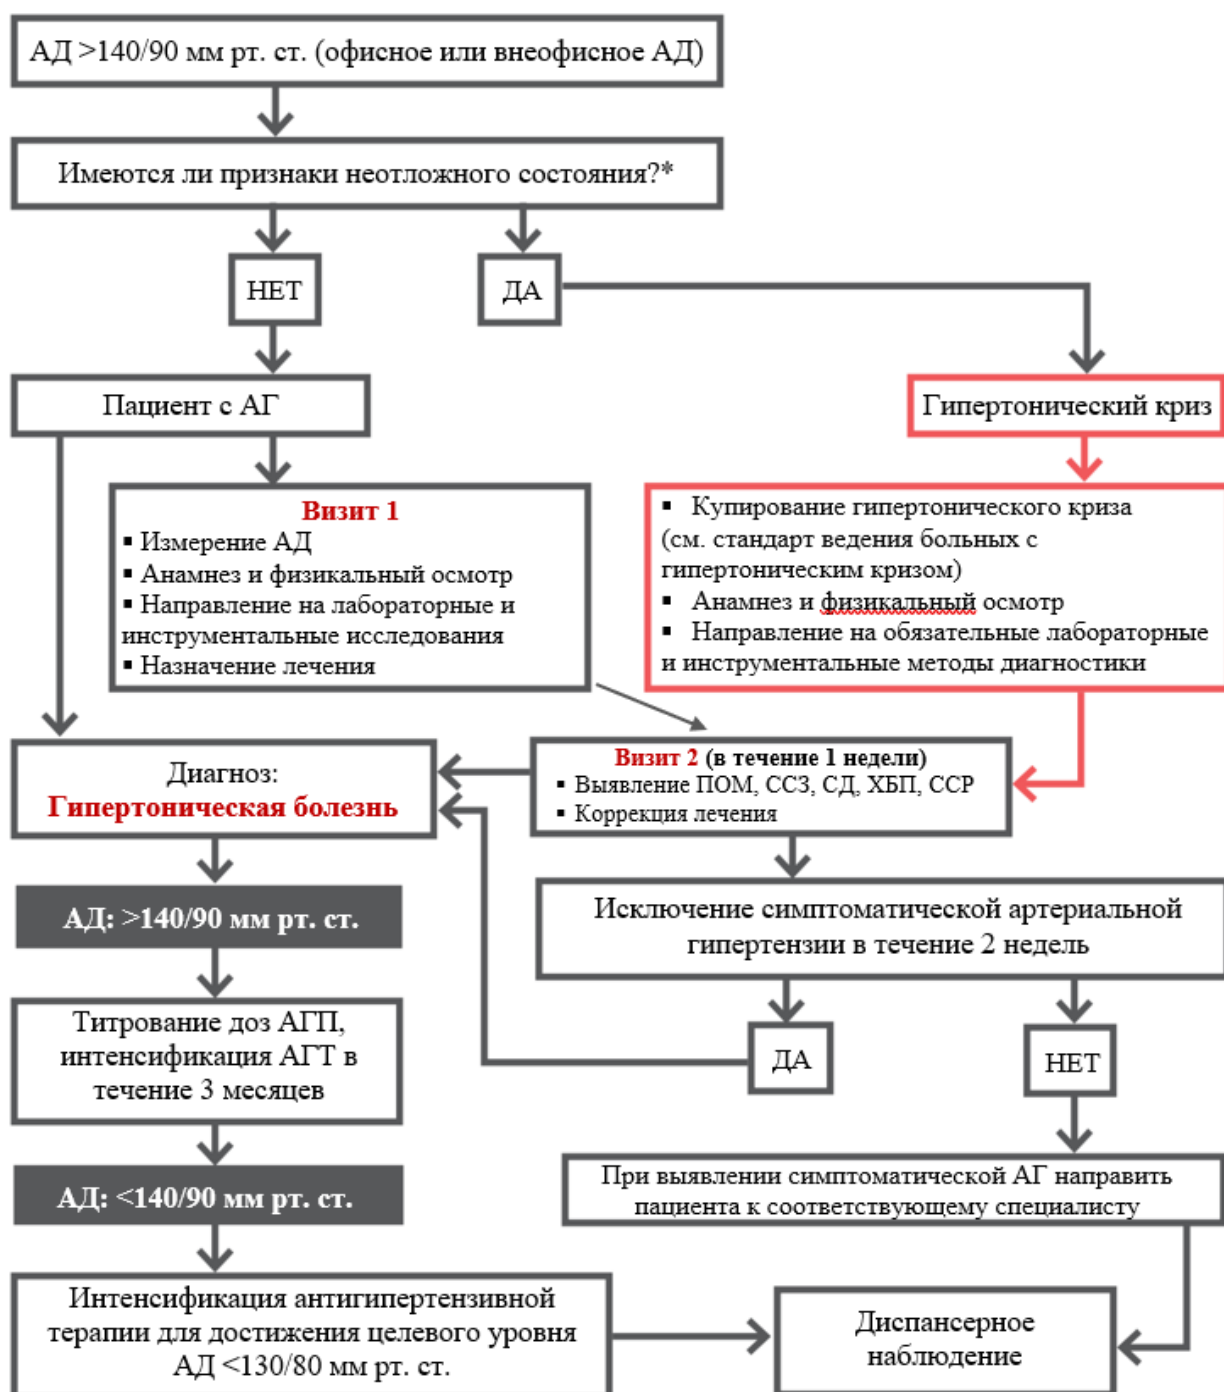 АД >140/90 мм рт. ст. (офисное или внеофисное АД)
Имеются ли признаки неотложного состояния?*
НЕТ
ДА
Пациент с АГ
Гипертонический криз
Визит 1
▪ Измерение АД
▪ Анамнез и физикальный осмотр
▪ Направление на лабораторные и
инструментальные исследования
▪ Назначение лечения
▪ Купирование гипертонического криза
(см. стандарт ведения больных с
гипертоническим кризом)
▪ Анамнез и физикальный осмотр
▪ Направление на обязательные лабораторные
и инструментальные методы диагностики
Диагноз:
Гипертоническая болезнь
Визит 2 (в течение 1 недели)
▪ Выявление ПОМ, ССЗ, СД, ХБП, ССР
▪ Коррекция лечения
АД: >140/90 мм рт. ст.
Исключение симптоматической артериальной
гипертензии в течение 2 недель
Титрование доз АГП,
интенсификация АГТ в
течение 3 месяцев
ДА
НЕТ
АД: <140/90 мм рт. ст.
При выявлении симптоматической АГ направить
пациента к соответствующему специалисту
Интенсификация антигипертензивной
терапии для достижения целевого уровня
АД <130/80 мм рт. ст.
Диспансерное
наблюдение